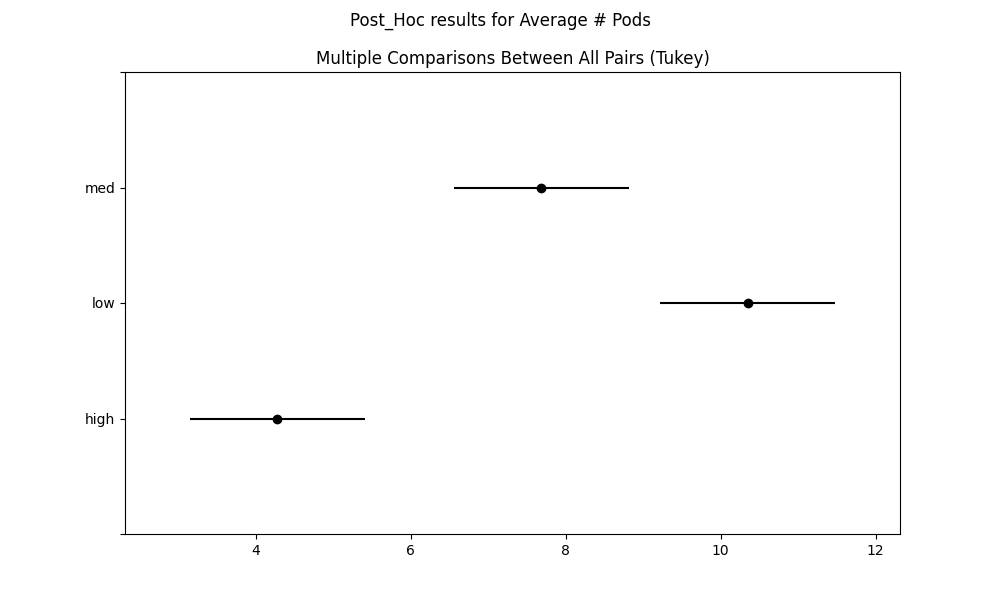 Post_Hoc results for Average # Pods
Multiple Comparisons Between All Pairs (Tukey)
med
low
high
4 6 8 10 12